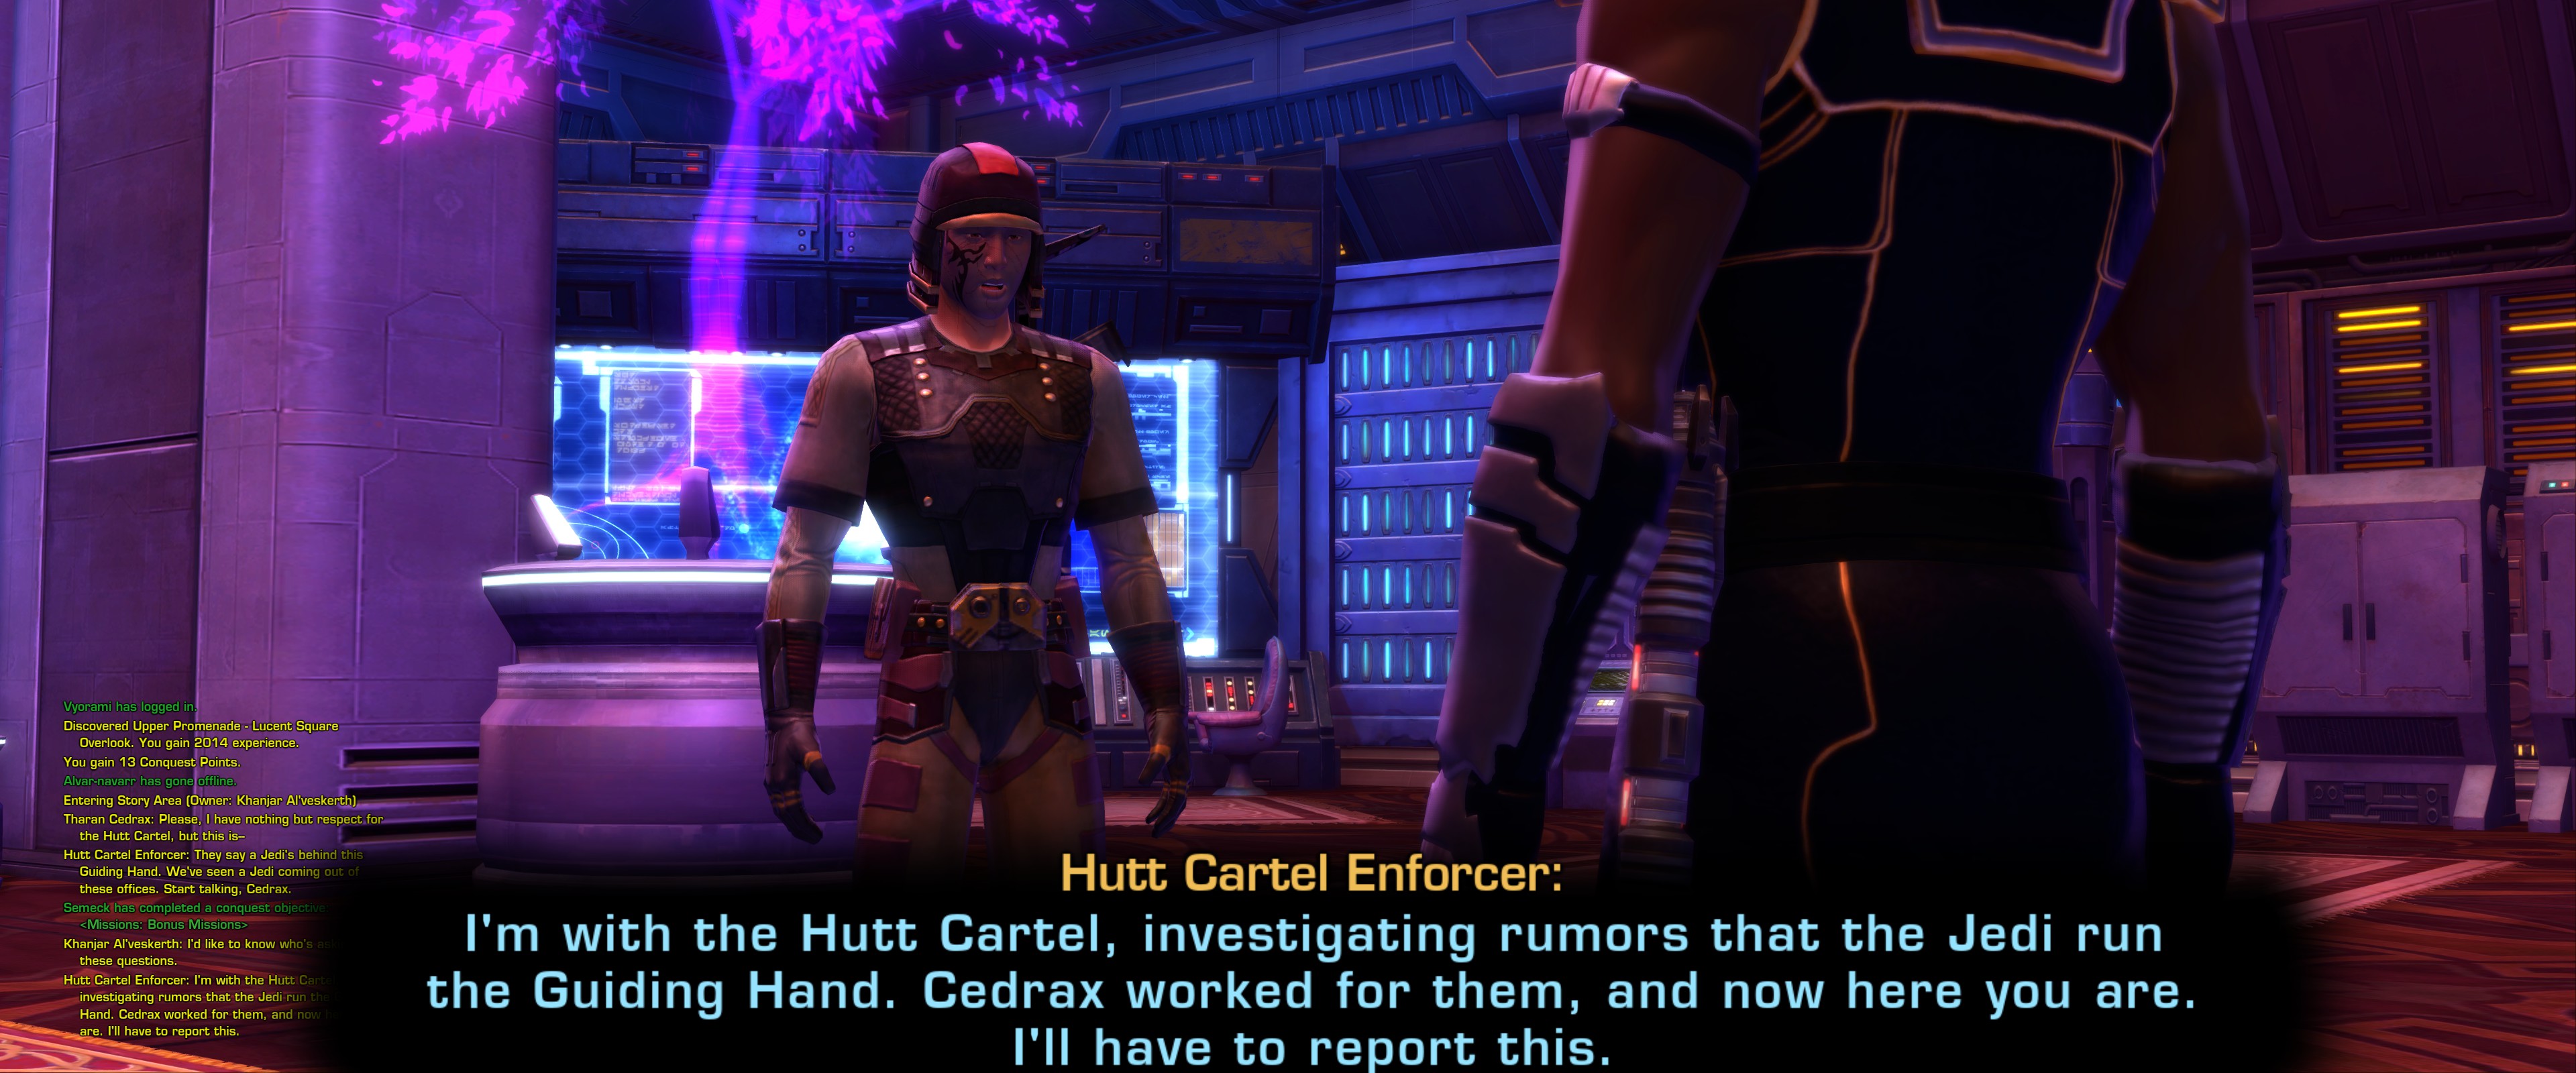 Vyorami has logged in.
Discovered Upper Promenade - Lucent Square
Overlook. You gain 2014 experience.
You gain 13 Conquest Points.
Alvar-navarr has gone offline.
Entering Story Area (Owner: Khanjar Al'veskerth)
Tharan Cedrax: Please, I have nothing but respect for
the Hutt Cartel, but this is—
Hutt Cartel Enforcer: They say a Jedi's behind this
Guiding Hand. We've seen a Jedi coming out of
these offices. Start talking, Cedrax.
Semeck has completed a conquest objective:
<Missions: Bonus Missions>
Khanjar Al'veskerth: I'd like to know who's
these questions.
Hutt Cartel Enforcer: I'm with the Hutt
investigating rumors that the Jedi run the
Hand. Cedrax worked for them, and now
are. I'll have to report this.
Hutt Cartel Enforcer:
I'm with the Hutt Cartel, investigating rumors that the Jedi run
the Guiding Hand. Cedrax worked for them, and now here you are.
I'll have to report this.